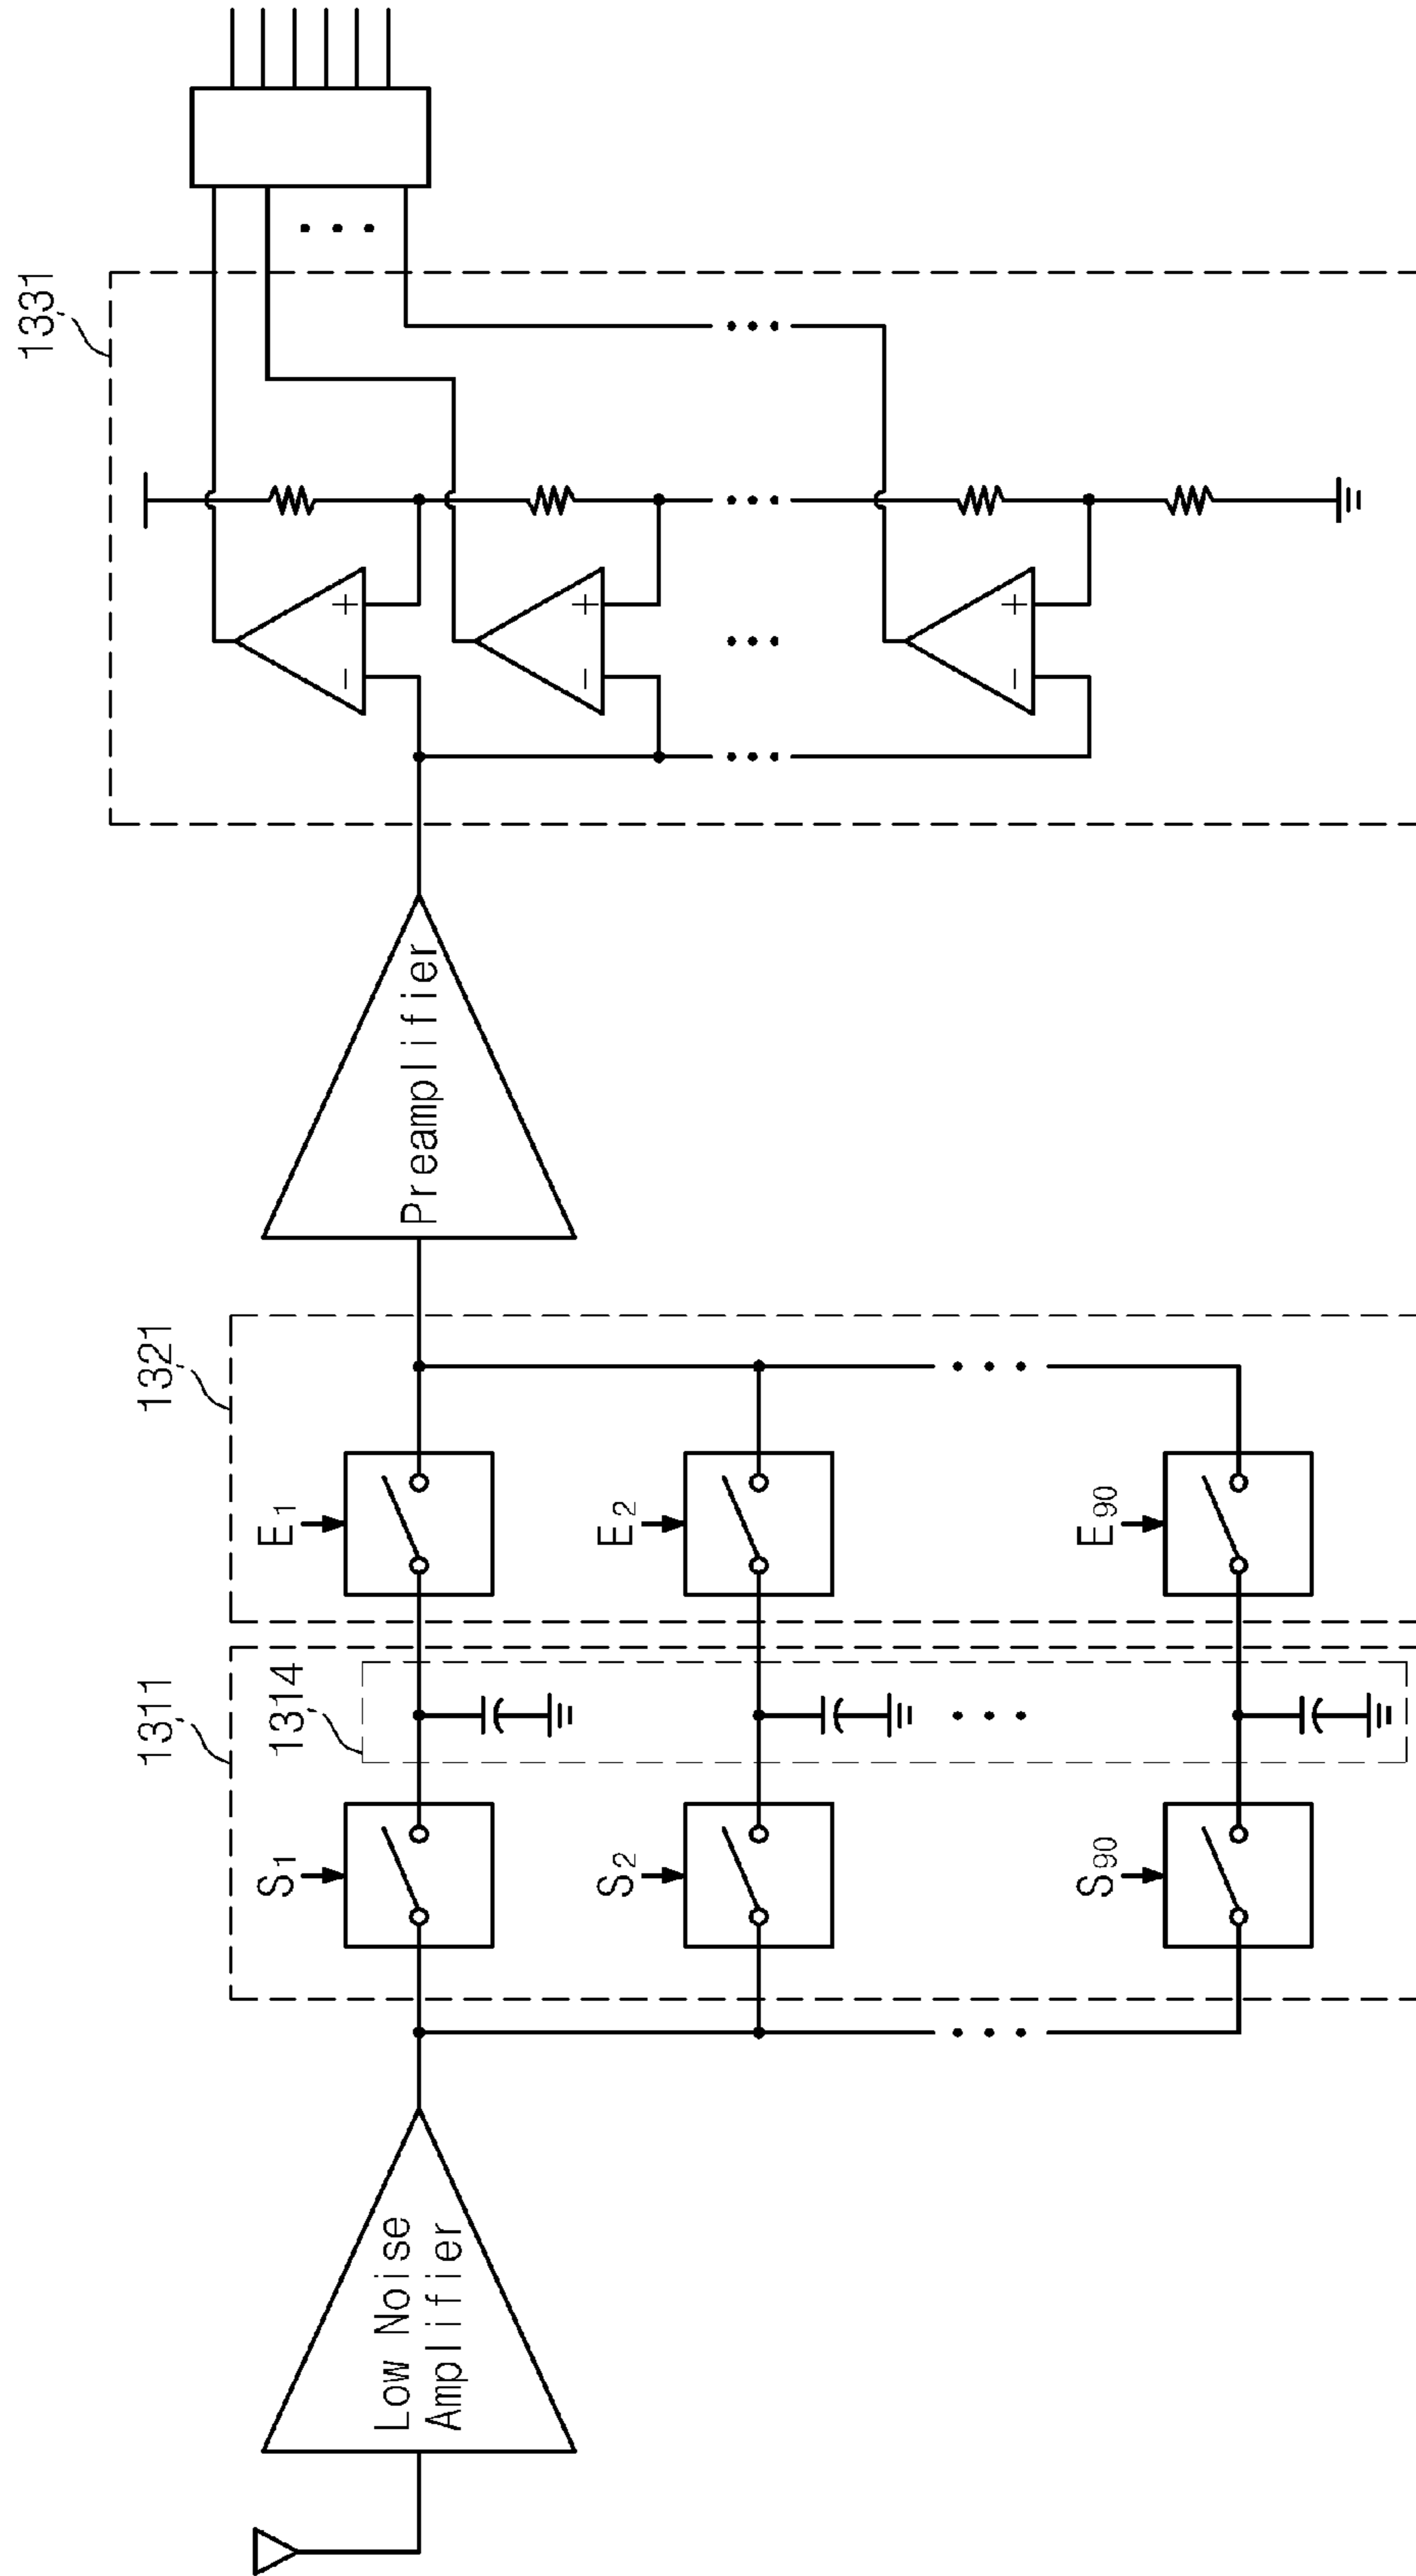 Low Noise
Amplifier
1311
1314
S1
S2
S90
1321
E1
E2
E90
Preamplifier
1331
−
+
−
+
−
+